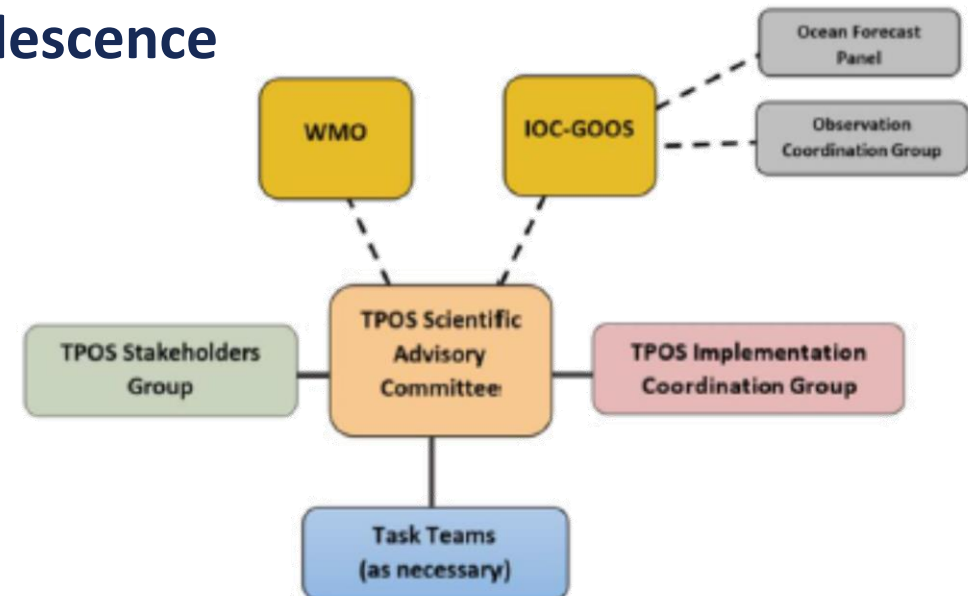 lescence
Ocean Forecast
Panel
WMO
IOC-GOOS
Observation
Coordination Group
TPOS Scientific
Advisory
Committee
TPOS Stakeholders
Group
TPOS Implementation
Coordination Group
Task Teams
(as necessary)